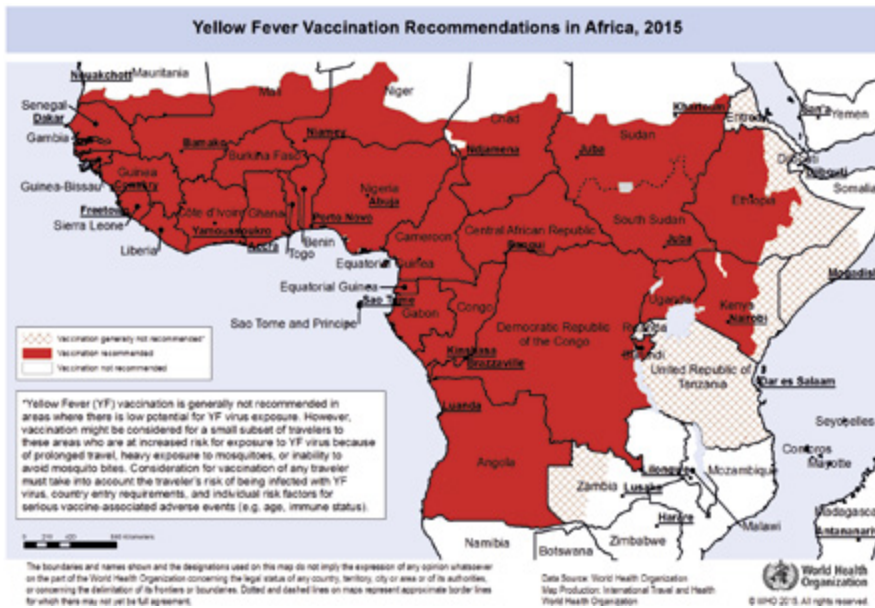 Yellow Fever Vaccination Recommendations in Africa, 2015
Nouakchott
Mauritania
Mali
Niger
Chad
Khartoum
Eritrea
San'a
Yemen
Senegal
Dakar
Gambia
Bamako
Niamey
Ndjamena
Sudan
Juba
Djibouti
Djibouti
Burkina Faso
Guinea
Guinea-Bissau
Conakry
Nigeria
Abuja
Ethiopia
Somalia
Freetown
Sierra Leone
Côte d'Ivoire
Ghana
Porto Novo
Yamoussoukro
Accra
Benin
Togo
Liberia
Cameroon
Central African Republic
Bangui
South Sudan
Juba
Mogadish
Equatorial Guinea
Equatorial Guinea
Sao Tome
Sao Tome and Principe
Gabon
Congo
Democratic Republic
of the Congo
Uganda
Kenya
Nairobi
Rwanda
Burundi
Kinshasa
Brazzaville
United Republic of
Tanzania
Dar es Salaam
Vaccination generally not recommended*
Vaccination recommended
Vaccination not recommended
Luanda
Angola
Seychelles
Comoros
Mayotte
Zambia
Lusaka
Lilongwe
Mozambique
Malawi
Harare
Zimbabwe
Madagasca
Antananariv
Namibia
Botswana
*Yellow Fever (YF) vaccination is generally not recommended in
areas where there is low potential for YF virus exposure. However,
vaccination might be considered for a small subset of travelers to
these areas who are at increased risk for exposure to YF virus because
of prolonged travel, heavy exposure to mosquitoes, or inability to
avoid mosquito bites. Consideration for vaccination of any traveler
must take into account the traveler's risk of being infected with YF
virus, country entry requirements, and individual risk factors for
serious vaccine-associated adverse events (e.g. age, immune status).
Kilometers
The boundaries and names shown and the designations used on this map do not imply the expression of any opinion whatsoever
on the part of the World Health Organization concerning the legal status of any country, territory, city or area or of its authorities,
or concerning the delimitation of its frontiers or boundaries. Dotted and dashed lines on maps represent approximate border lines
for which there may not yet be full agreement.
Data Source: World Health Organization
Map Production: International Travel and Health
World Health Organization
World Health
Organization
© WHO 2015. All rights reserved.